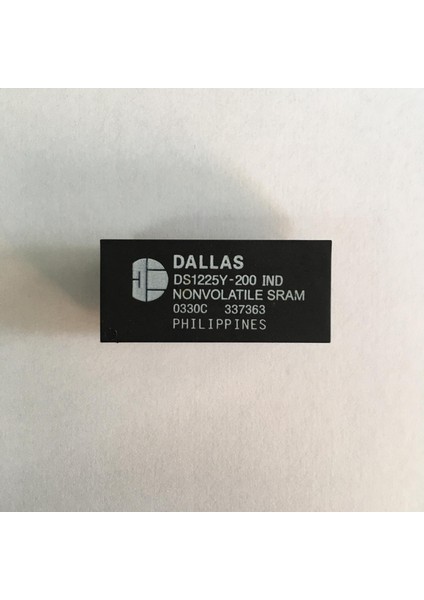 DALLAS
DS1225Y-200 IND
NONVOLATILE SRAM
0330C 337363
PHILIPPINES